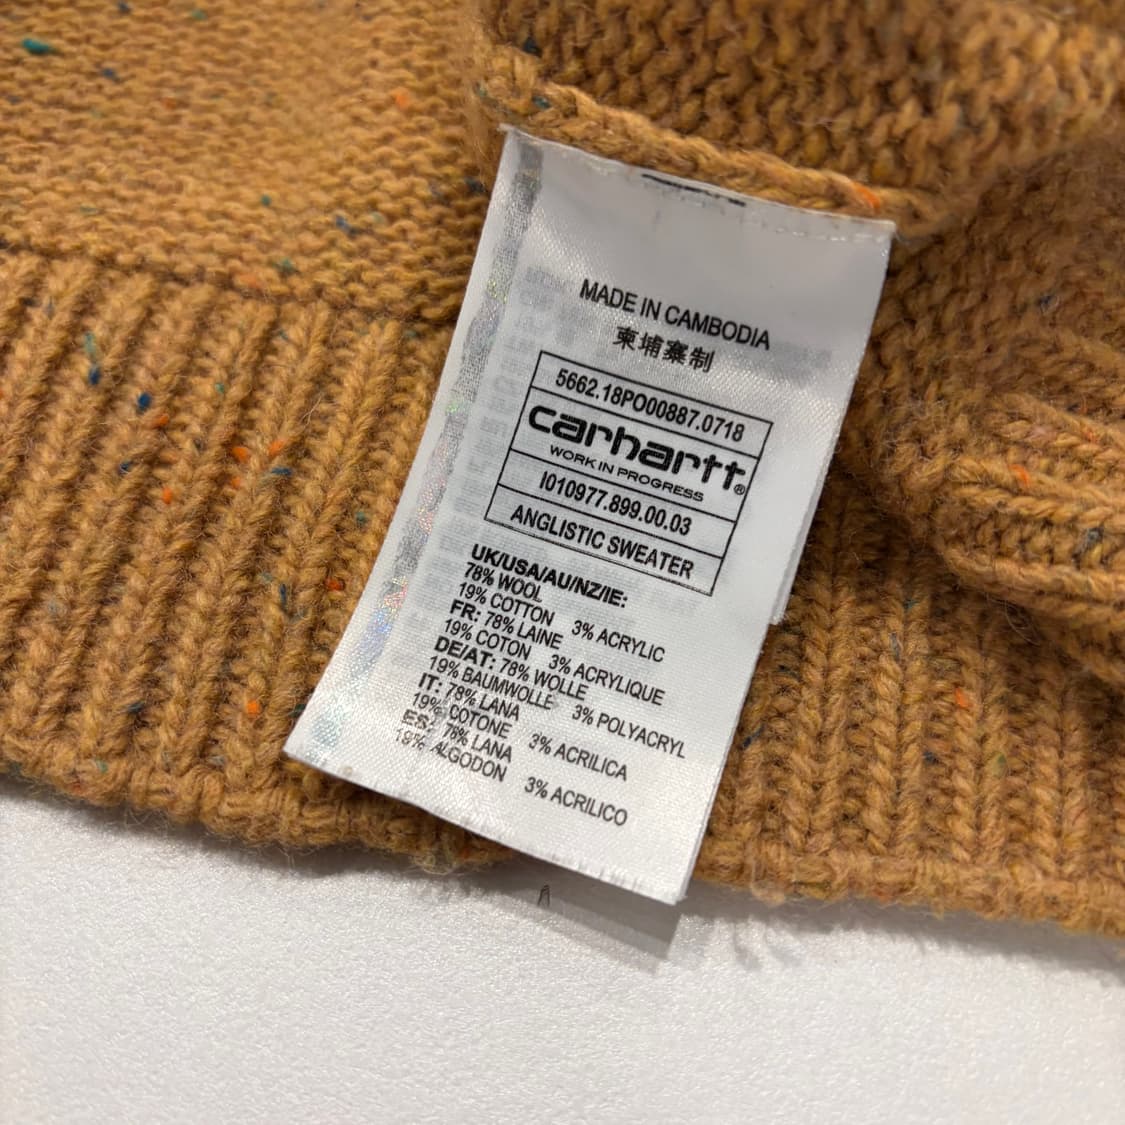 MADE IN CAMBODIA
柬埔寨制
5662.18PO00887.0718
carhartt®
WORK IN PROGRESS
I010977.899.00.03
ANGLISTIC SWEATER
UK/USA/AU/NZ/IE:
78% WOOL
19% COTTON 3% ACRYLIC
FR: 78% LAINE
19% COTON 3% ACRYLIQUE
DE/AT: 78% WOLLE
19% BAUMWOLLE 3% POLYACRYL
IT: 78% LANA
19% COTONE 3% ACRILICA
ES: 78% LANA
19% ALGODON 3% ACRILICO